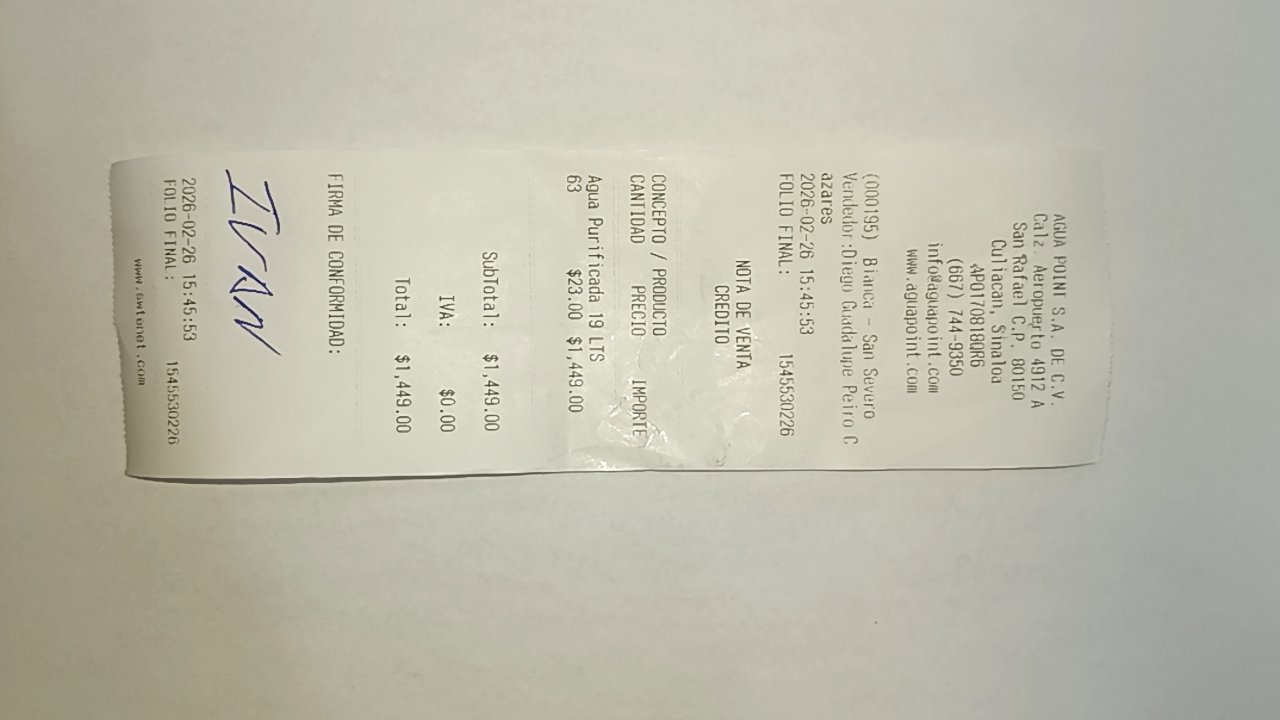 AGUA POINT S.A. DE C.V.
Calz. Aeropuerto 4912 A
San Rafael C.P. 80150
Culiacan, Sinaloa
APO170818QR6
(667) 744-9350
info@aguapoint.com
www.aguapoint.com
(000195) Bianca - San Severo
Vendedor:Diego Guadalupe Peiro C
azares
2026-02-26 15:45:53
FOLIO FINAL: 1545530226
NOTA DE VENTA
CREDITO
CONCEPTO / PRODUCTO
CANTIDAD PRECIO IMPORTE
Agua Purificada 19 LTS
63 $23.00 $1,449.00
SubTotal: $1,449.00
IVA: $0.00
Total: $1,449.00
FIRMA DE CONFORMIDAD:
IVAN
2026-02-26 15:45:53
FOLIO FINAL: 1545530226
www.ewtonet.com